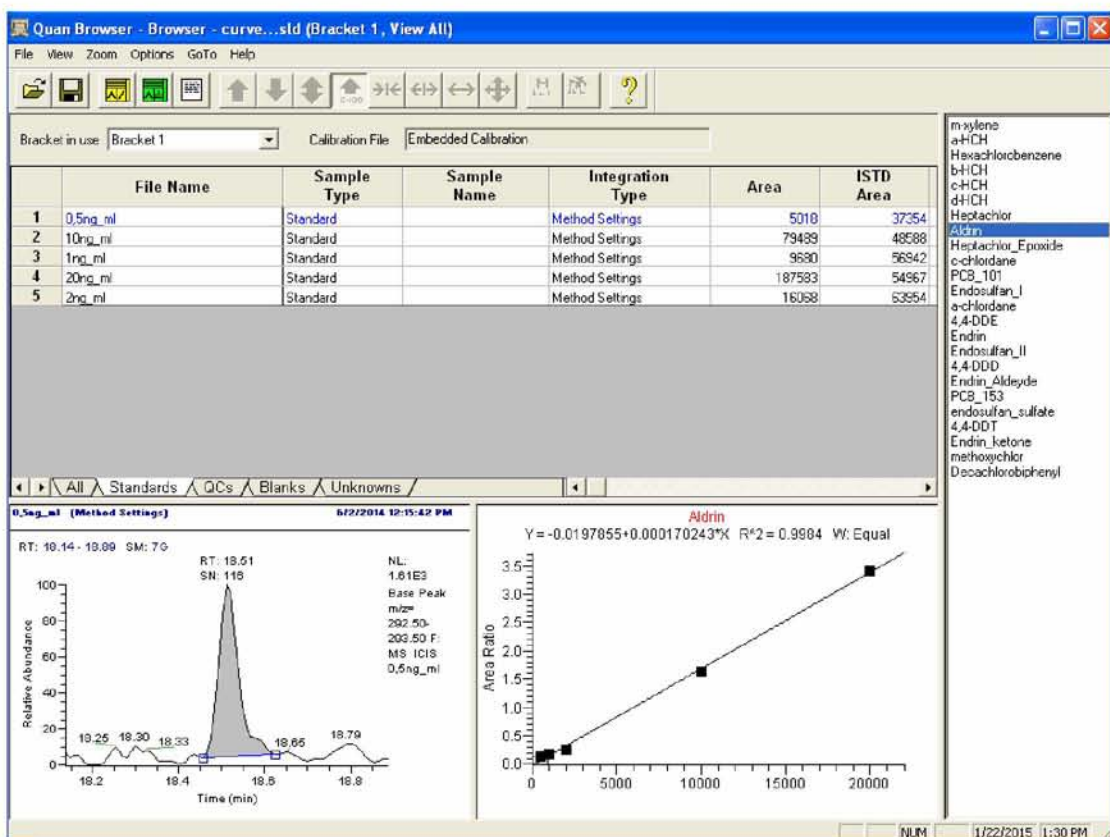 Quan Browser - Browser - curve...sld (Bracket 1, View All)
File View Zoom Options GoTo Help
Bracket in use Bracket 1 Calibration File Embedded Calibration
File Name Sample Type Sample Name Integration Type Area ISTD Area
1 0,5ng_ml Standard Method Settings 5018 37354
2 10ng_ml Standard Method Settings 79489 48588
3 1ng_ml Standard Method Settings 9680 56942
4 20ng_ml Standard Method Settings 187583 54967
5 2ng_ml Standard Method Settings 16068 63954
All Standards QCs Blanks Unknowns
m-xylene
a-HCH
Hexachlorobenzene
b-HCH
c-HCH
d-HCH
Heptachlor
Aldrin
Heptachlor_Epoxide
c-chlordane
PCB_101
Endosulfan_I
a-chlordane
4,4-DDE
Endrin
Endosulfan_II
4,4-DDD
Endrin_Aldeyde
PCB_153
endosulfan_sulfate
4,4-DDT
Endrin_ketone
methoxychlor
Decachlorobiphenyl
0,5ng_ml (Method Settings) 6/2/2014 12:15:42 PM
RT: 18.14 - 18.89 SM: 7G
RT: 18.51
SN: 116
NL:
1.61E3
Base Peak
m/z=
292.50-
293.50 F:
MS ICIS
0,5ng_ml
Relative Abundance
100
80
60
40
20
0
18.25 18.30 18.33 18.65 18.79
18.2 18.4 18.6 18.8
Time (min)
Aldrin
Y = -0.0197855+0.000170243*X R^2 = 0.9984 W: Equal
Area Ratio
3.5
3.0
2.5
2.0
1.5
1.0
0.5
0.0
0 5000 10000 15000 20000
NUM 1/22/2015 1:30 PM